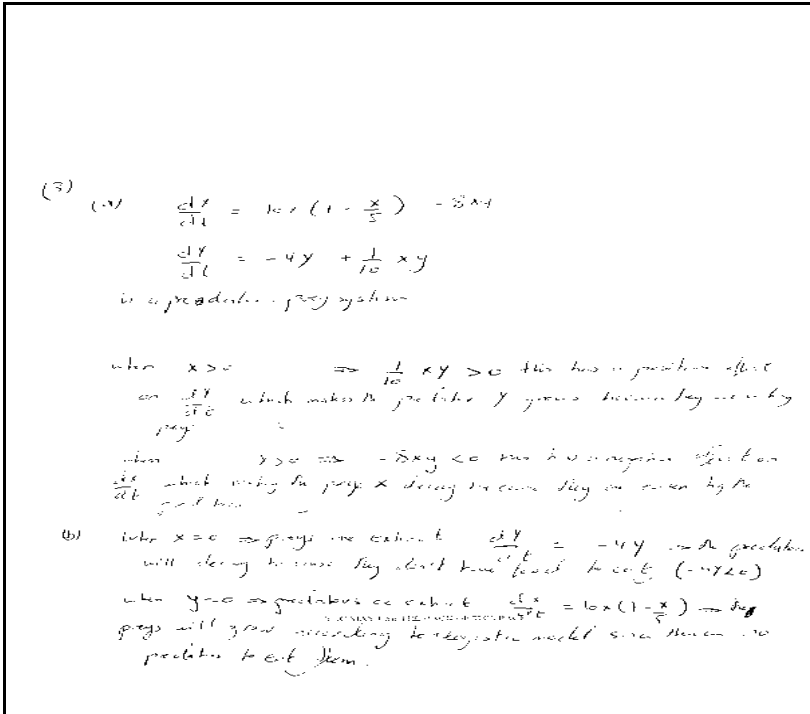 (3)
(a) dx/dt = 10x (1 - x/5) - 8xy
dy/dt = -4y + 1/10 xy
is a predator-prey system
when x > 0 ⇒ 1/10 xy > 0 this has a positive effect
on dy/dt which makes the predator y grows because they
prey
when y > 0 ⇒ -8xy < 0 this has a negative effect on
dx/dt which the prey x decay because they are eaten by the
predators
(b) when x = 0 ⇒ preys are extinct dy/dt = -4y ⇒ the predators
will decay because they don't have food to eat (-4y<0)
when y = 0 ⇒ predators are extinct dx/dt = 10x(1 - x/5) ⇒ the
preys will grow according to model since there are no
predators to eat them.